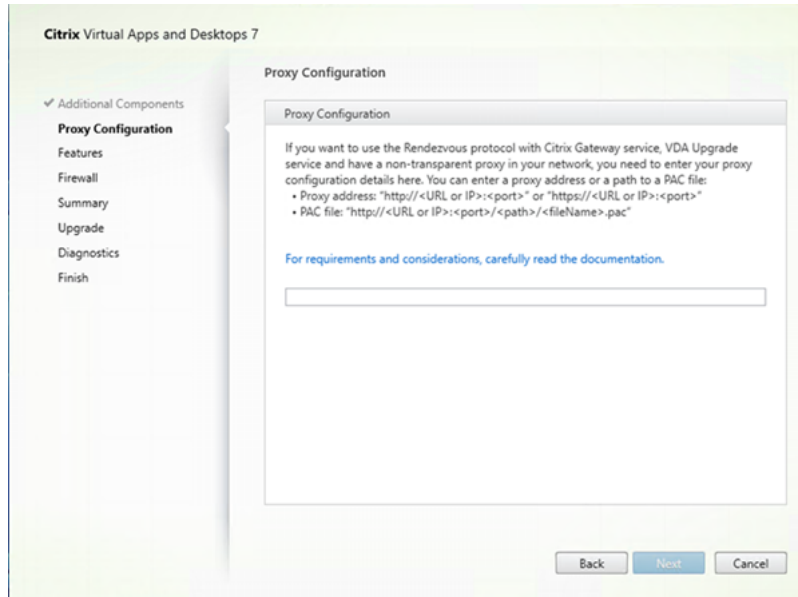 Citrix Virtual Apps and Desktops 7
Proxy Configuration
✔ Additional Components
Proxy Configuration
Features
Firewall
Summary
Upgrade
Diagnostics
Finish
Proxy Configuration
If you want to use the Rendezvous protocol with Citrix Gateway service, VDA Upgrade
service and have a non-transparent proxy in your network, you need to enter your proxy
configuration details here. You can enter a proxy address or a path to a PAC file:
• Proxy address: "http://<URL or IP>:<port>" or "https://<URL or IP>:<port>"
• PAC file: "http://<URL or IP>:<port>/<path>/<fileName>.pac"
For requirements and considerations, carefully read the documentation.
Back
Next
Cancel